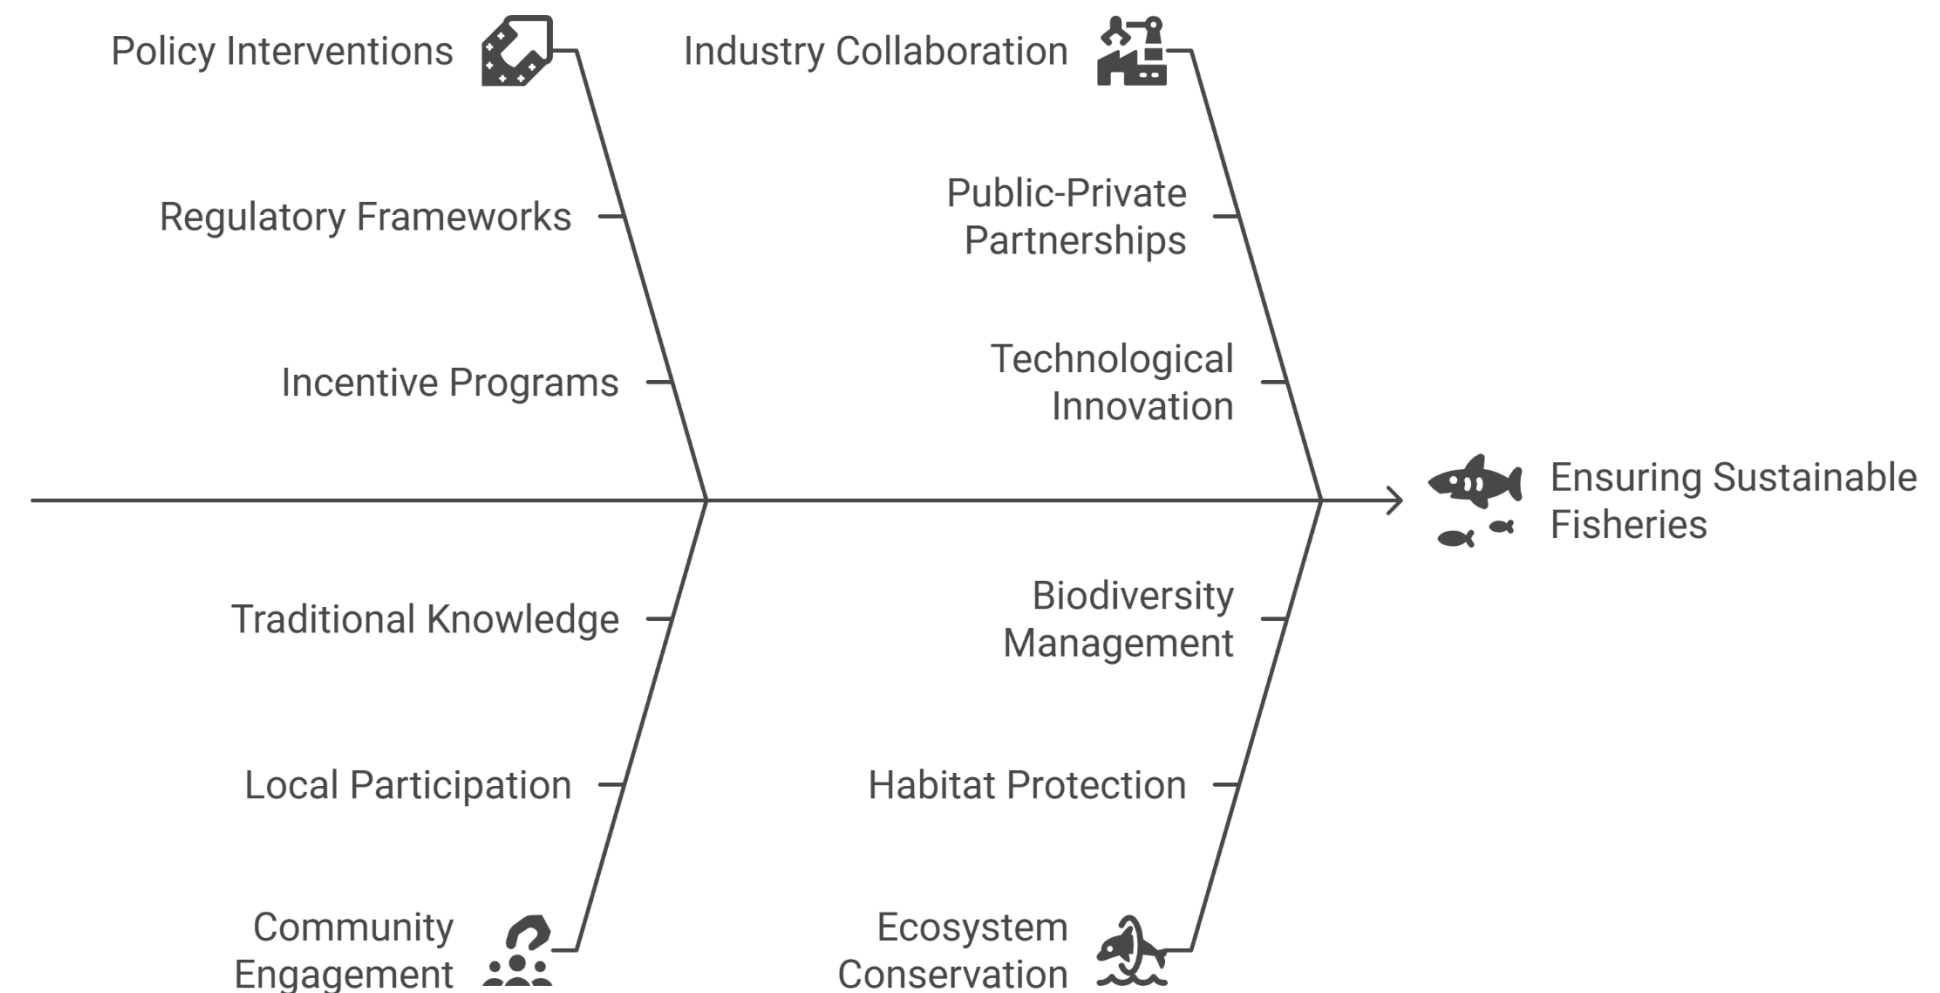 Policy Interventions
Industry Collaboration
Regulatory Frameworks
Public-Private
Partnerships
Incentive Programs
Technological
Innovation
Ensuring Sustainable
Fisheries
Traditional Knowledge
Biodiversity
Management
Local Participation
Habitat Protection
Community
Engagement
Ecosystem
Conservation